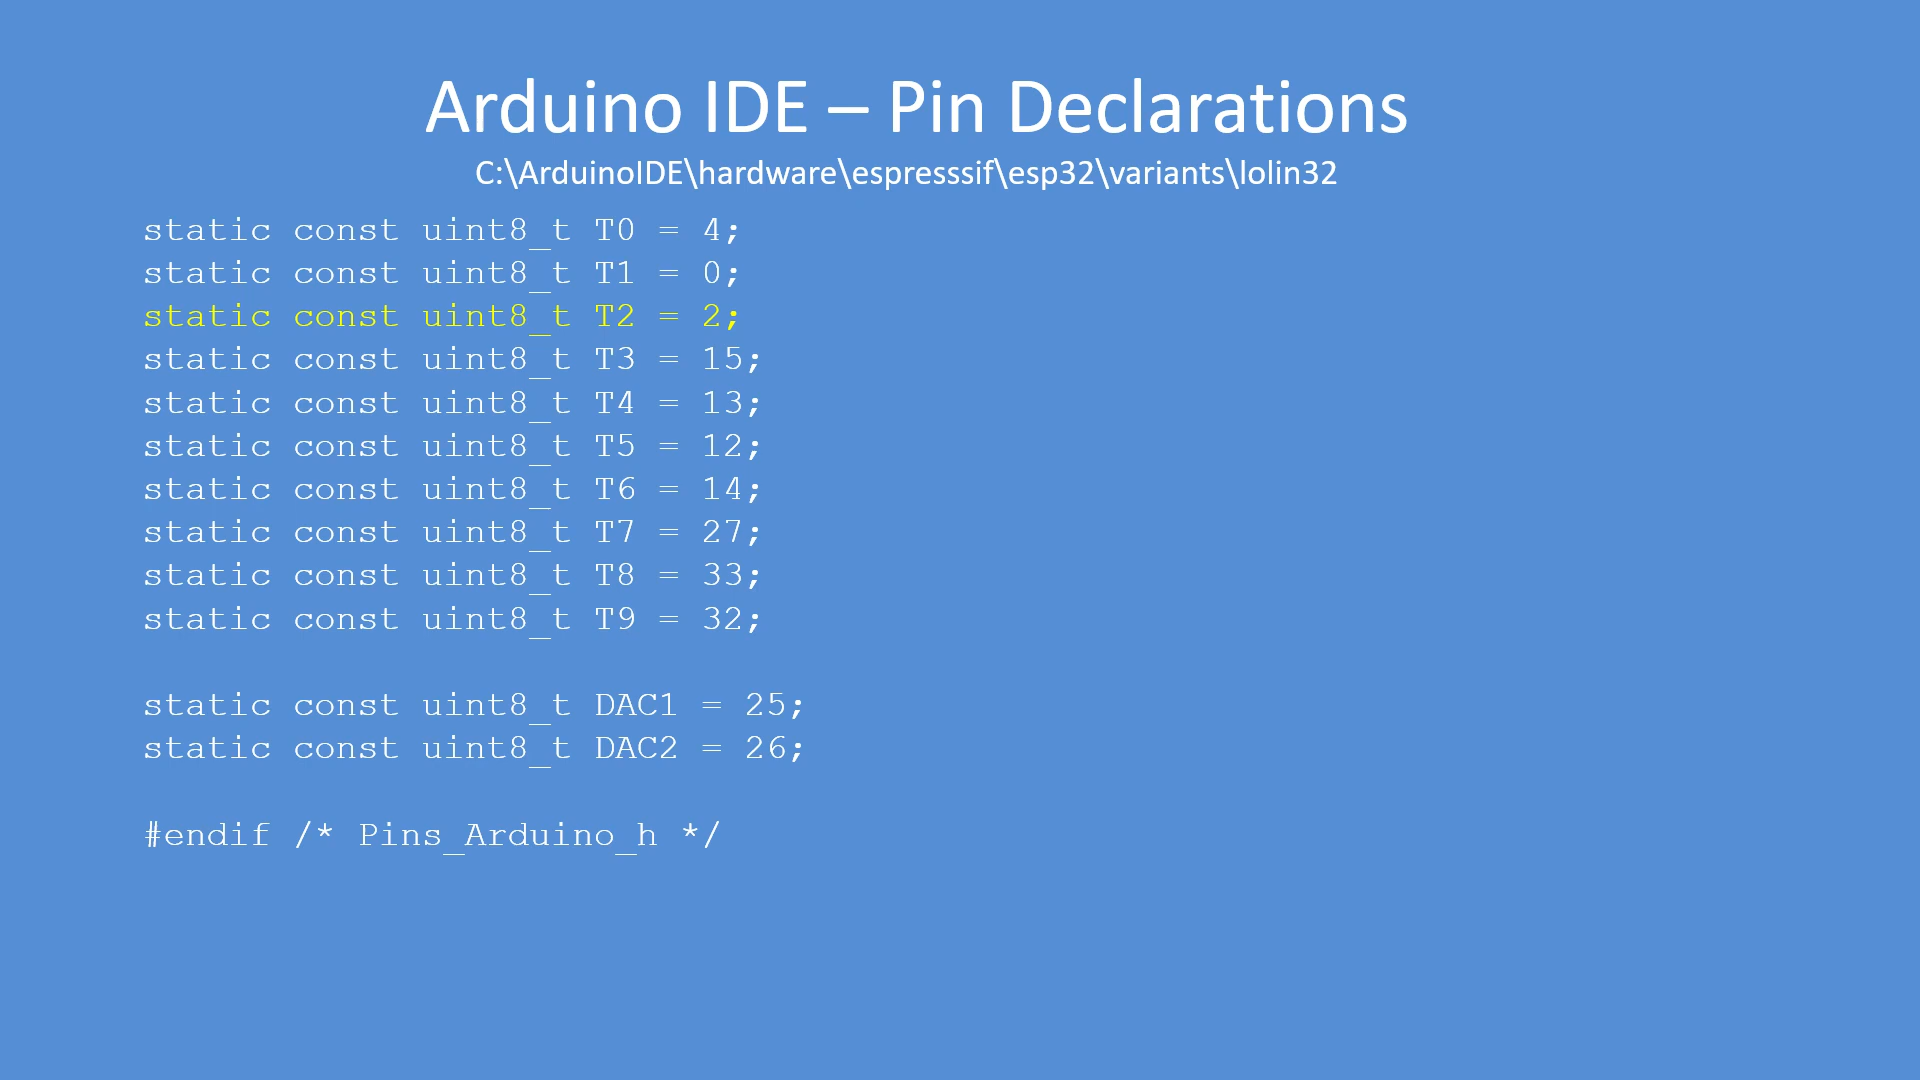 Arduino IDE – Pin Declarations
C:\ArduinoIDE\hardware\espresssif\esp32\variants\lolin32
static const uint8_t T0 = 4;
static const uint8_t T1 = 0;
static const uint8_t T2 = 2;
static const uint8_t T3 = 15;
static const uint8_t T4 = 13;
static const uint8_t T5 = 12;
static const uint8_t T6 = 14;
static const uint8_t T7 = 27;
static const uint8_t T8 = 33;
static const uint8_t T9 = 32;
static const uint8_t DAC1 = 25;
static const uint8_t DAC2 = 26;
#endif /* Pins_Arduino_h */